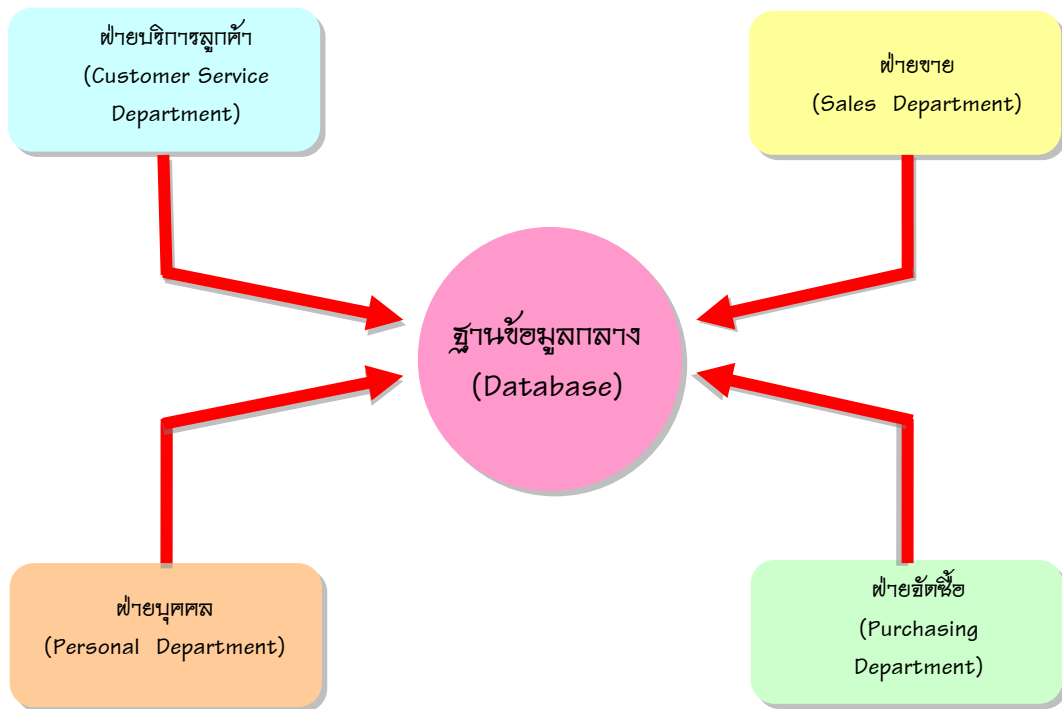 ฝ่ายบริการลูกค้า
(Customer Service
Department)
ฝ่ายขาย
(Sales Department)
ฐานข้อมูลกลาง
(Database)
ฝ่ายบุคคล
(Personal Department)
ฝ่ายจัดซื้อ
(Purchasing
Department)